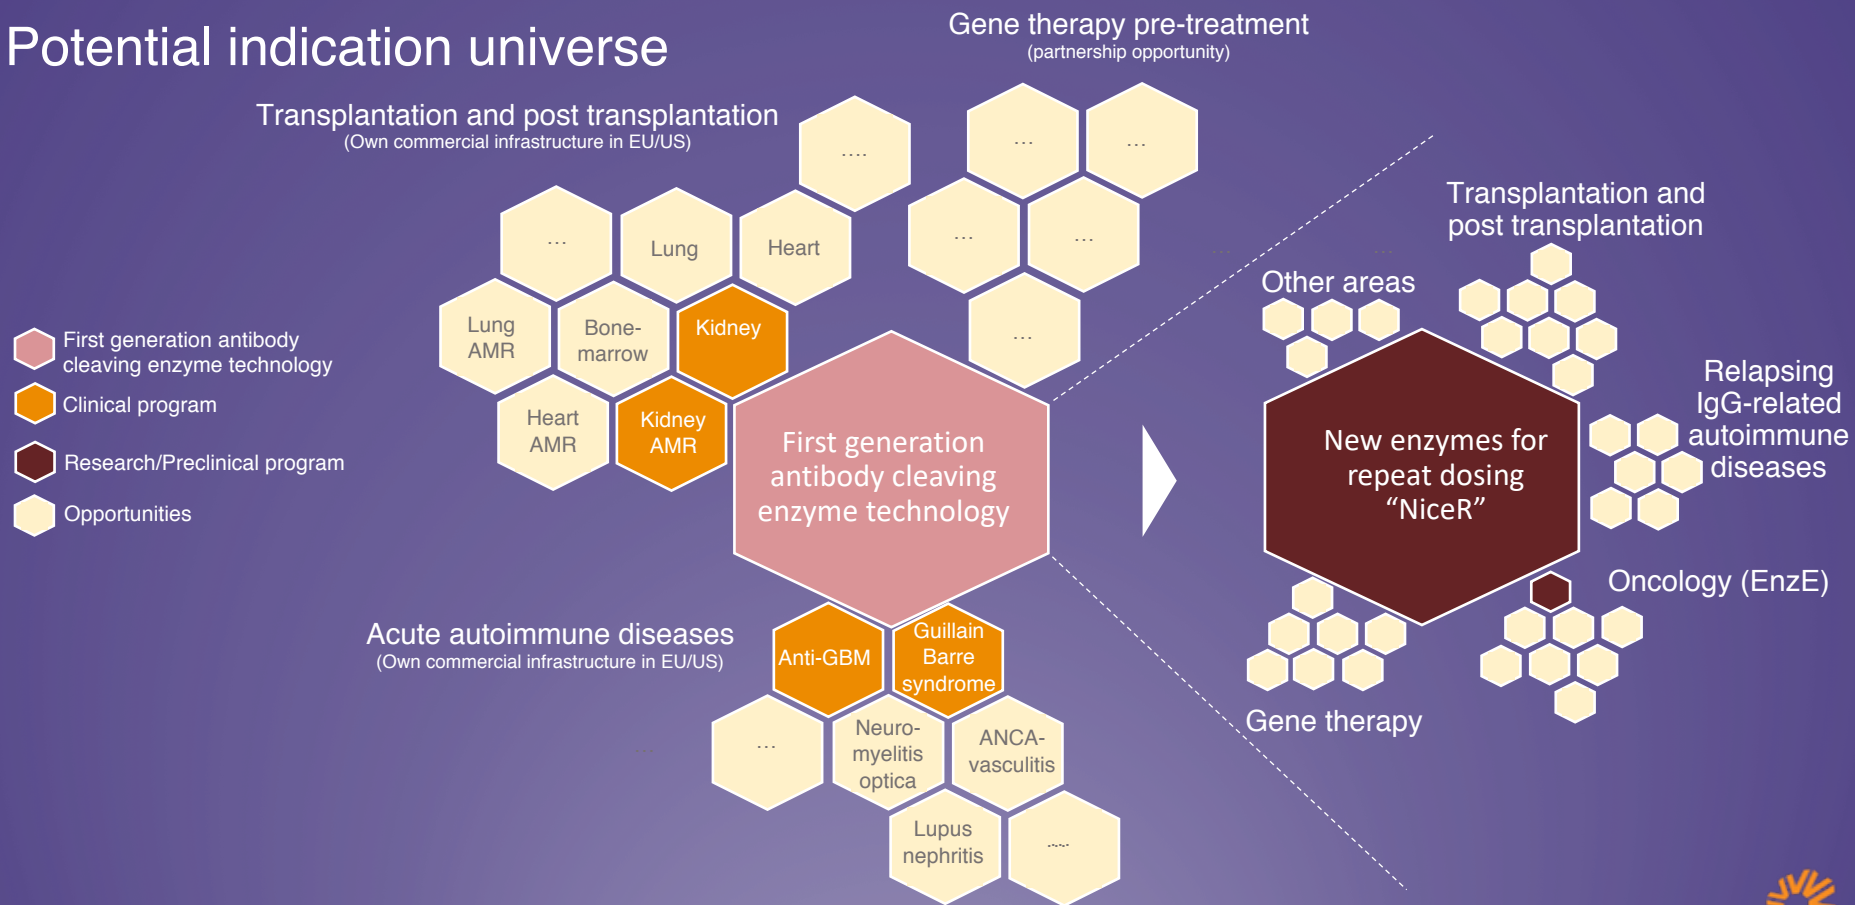 Potential indication universe
Gene therapy pre-treatment
(partnership opportunity)
Transplantation and post transplantation
(Own commercial infrastructure in EU/US)
....
...
...
...
Lung
Heart
...
...
...
Lung
AMR
Bone-
marrow
Kidney
Heart
AMR
Kidney
AMR
First generation antibody
cleaving enzyme technology
Clinical program
Research/Preclinical program
Opportunities
First generation
antibody cleaving
enzyme technology
Acute autoimmune diseases
(Own commercial infrastructure in EU/US)
Anti-GBM
Guillain
Barre
syndrome
...
...
Neuro-
myelitis
optica
ANCA-
vasculitis
Lupus
nephritis
...
...
Transplantation and
post transplantation
Other areas
New enzymes for
repeat dosing
“NiceR”
Relapsing
IgG-related
autoimmune
diseases
Oncology (EnzE)
Gene therapy